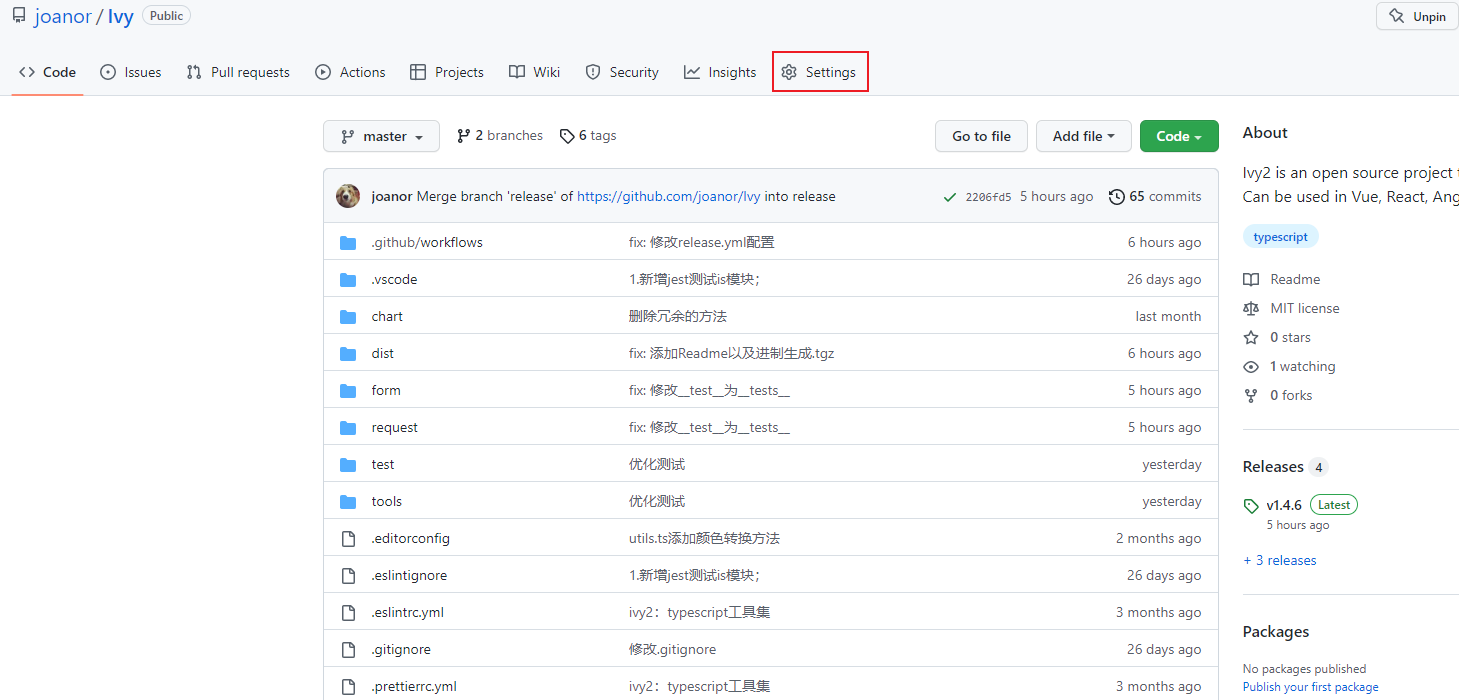 joanor / Ivy Public
Unpin
Code Issues Pull requests Actions Projects Wiki Security Insights Settings
master 2 branches 6 tags Go to file Add file Code
joanor Merge branch 'release' of https://github.com/joanor/Ivy into release 2206fd5 5 hours ago 65 commits
.github/workflows fix: 修改release.yml配置 6 hours ago
.vscode 1.新增jest测试is模块； 26 days ago
chart 删除冗余的方法 last month
dist fix: 添加Readme以及进制生成.tgz 6 hours ago
form fix: 修改__test__为__tests__ 5 hours ago
request fix: 修改__test__为__tests__ 5 hours ago
test 优化测试 yesterday
tools 优化测试 yesterday
.editorconfig utils.ts添加颜色转换方法 2 months ago
.eslintignore 1.新增jest测试is模块； 26 days ago
.eslintrc.yml ivy2：typescript工具集 3 months ago
.gitignore 修改.gitignore 26 days ago
.prettierrc.yml ivy2：typescript工具集 3 months ago
About
Ivy2 is an open source project
Can be used in Vue, React, Ang
typescript
Readme
MIT license
0 stars
1 watching
0 forks
Releases 4
v1.4.6 Latest
5 hours ago
+ 3 releases
Packages
No packages published
Publish your first package